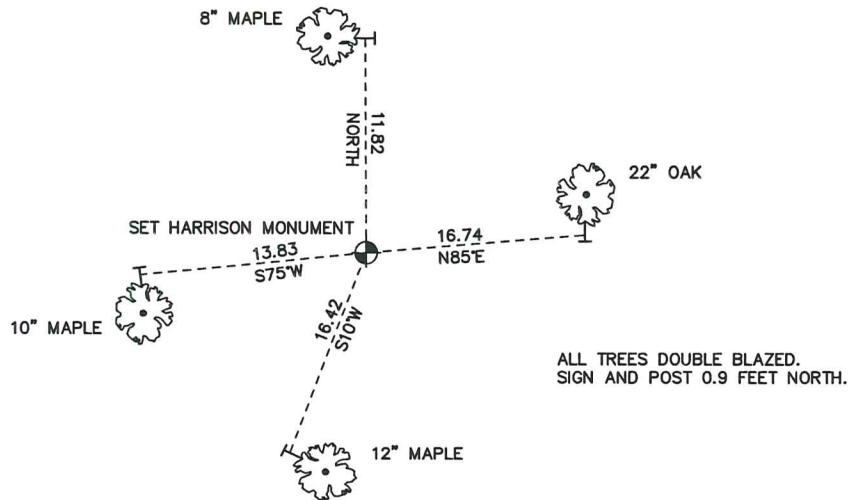 8" MAPLE
11.82
NORTH
22" OAK
SET HARRISON MONUMENT
13.83
S75°W
16.74
N85°E
10" MAPLE
16.42
S10°W
ALL TREES DOUBLE BLAZED.
SIGN AND POST 0.9 FEET NORTH.
12" MAPLE